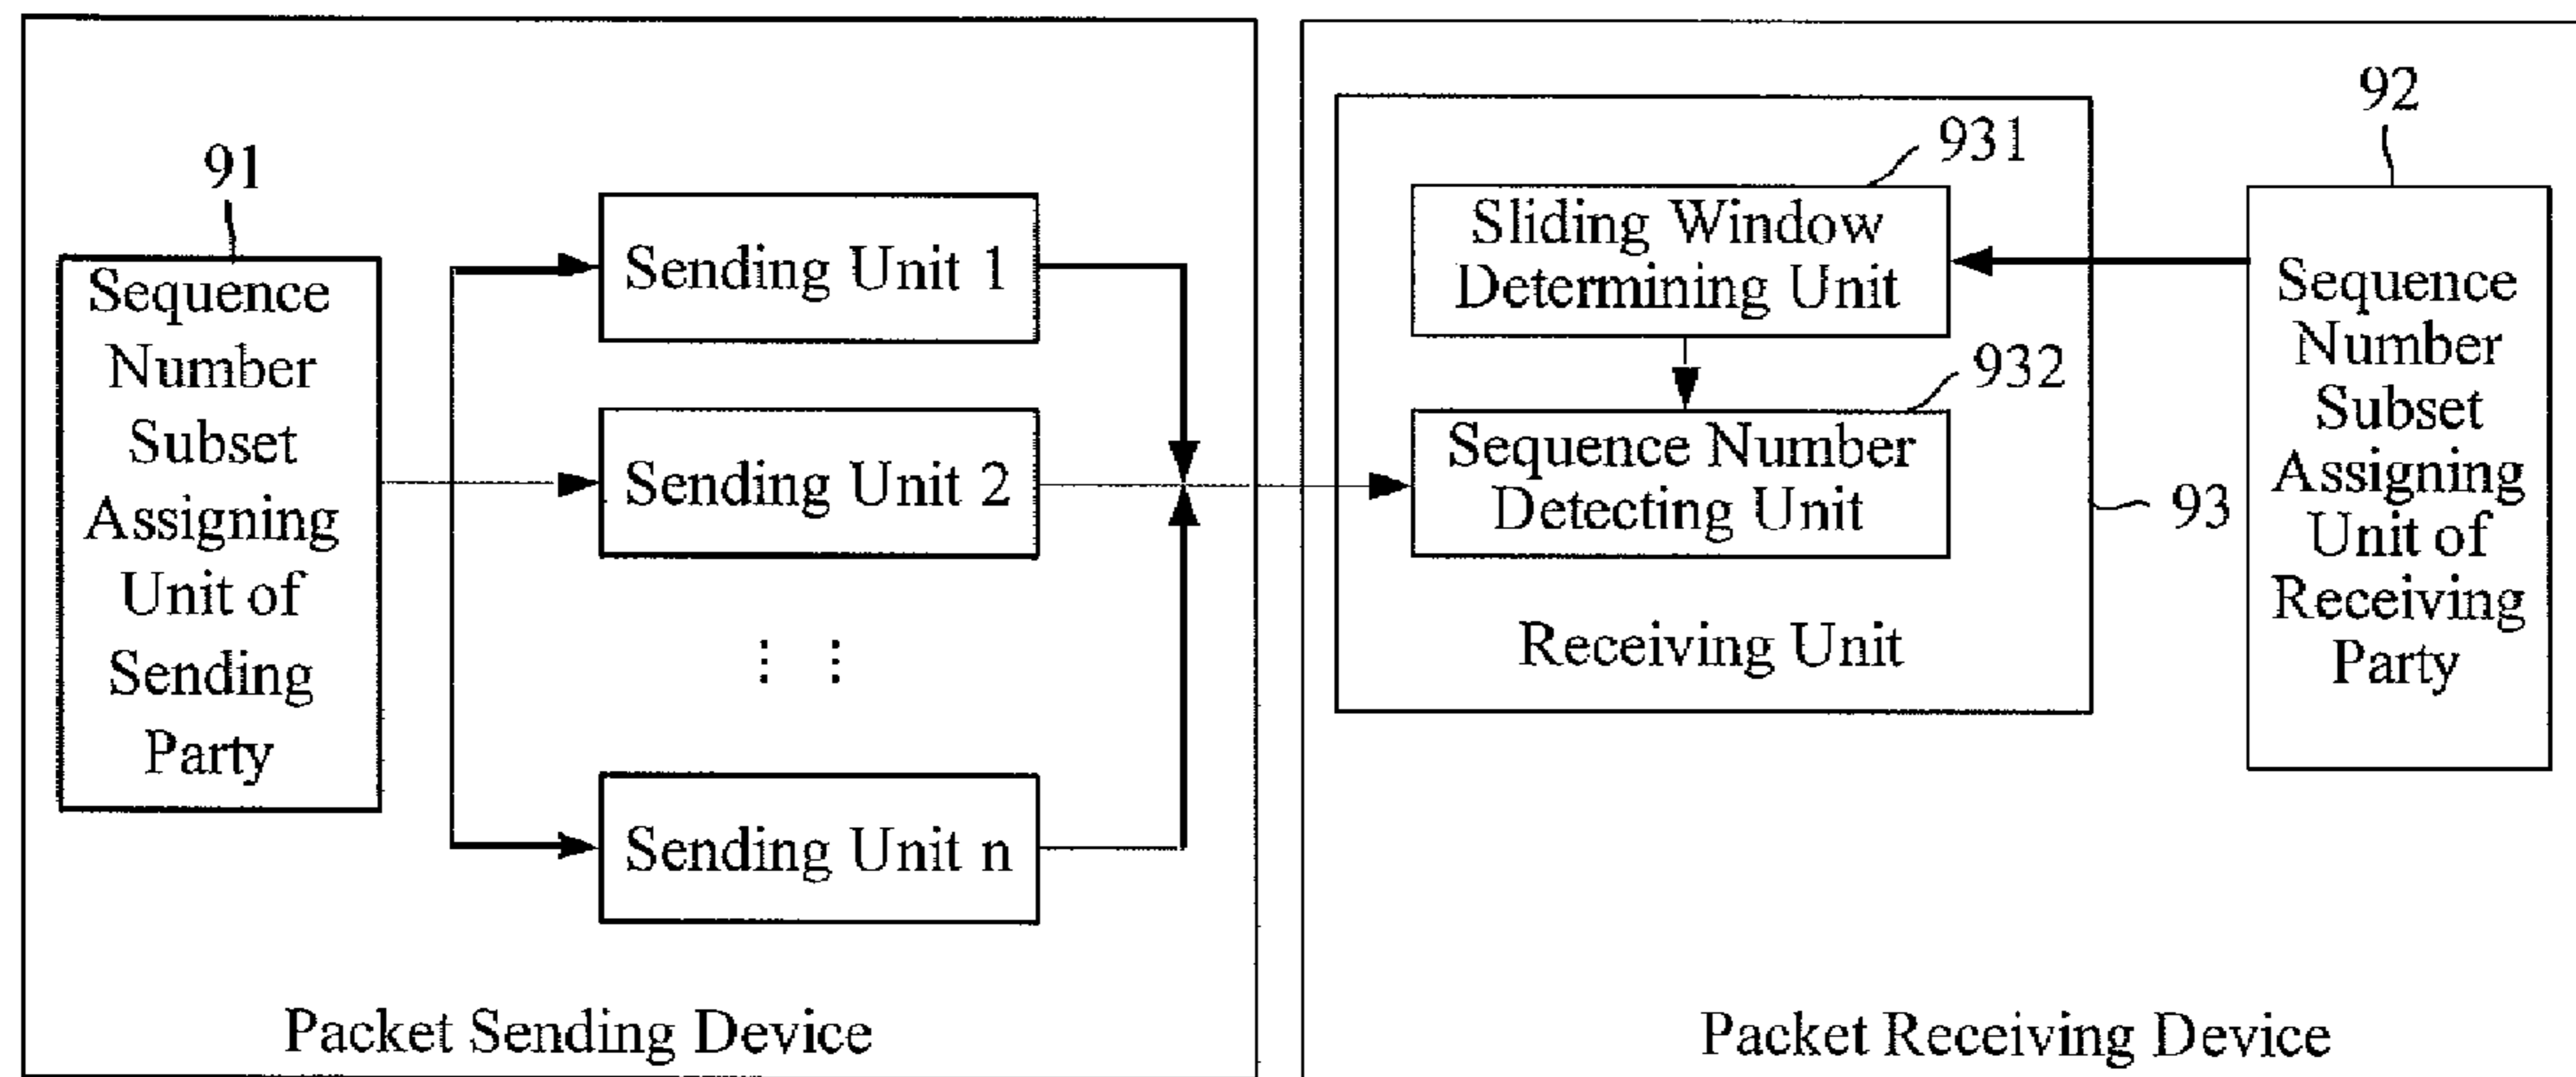 91
Sequence
Number
Subset
Assigning
Unit of
Sending
Party
Sending Unit 1
Sending Unit 2
⋮ ⋮
Sending Unit n
Packet Sending Device
931
Sliding Window
Determining Unit
932
Sequence Number
Detecting Unit
Receiving Unit
93
92
Sequence
Number
Subset
Assigning
Unit of
Receiving
Party
Packet Receiving Device